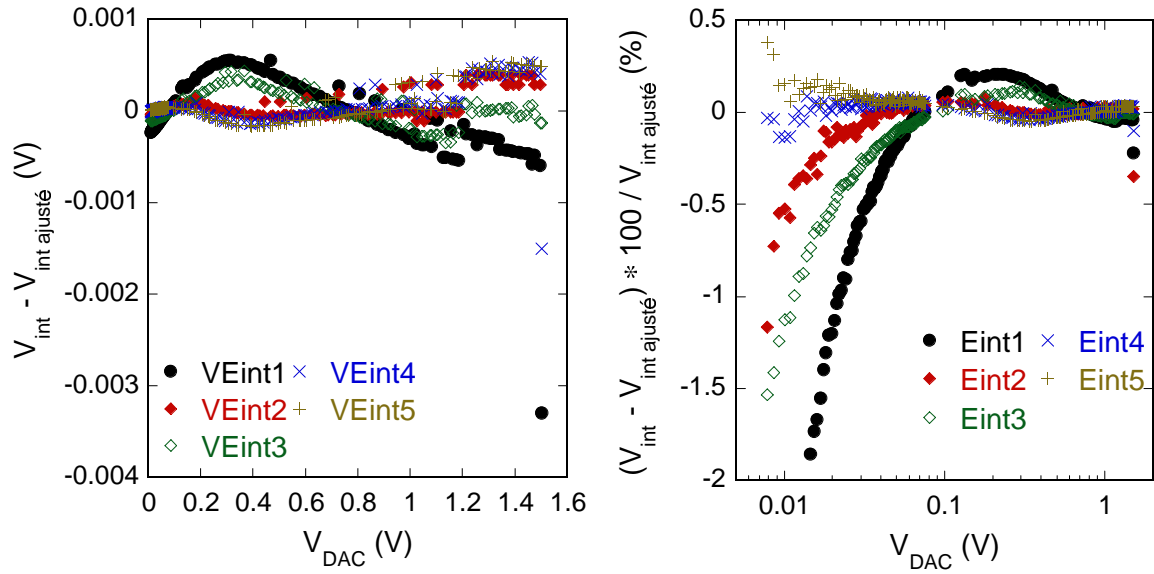 0.001
0
-0.001
-0.002
-0.003
-0.004
V_int - V_int ajusté (V)
0 0.2 0.4 0.6 0.8 1 1.2 1.4 1.6
V_DAC (V)
VEint1
VEint2
VEint3
VEint4
VEint5
0.5
0
-0.5
-1
-1.5
-2
(V_int - V_int ajusté) * 100 / V_int ajusté (%)
0.01 0.1 1
V_DAC (V)
Eint1
Eint2
Eint3
Eint4
Eint5